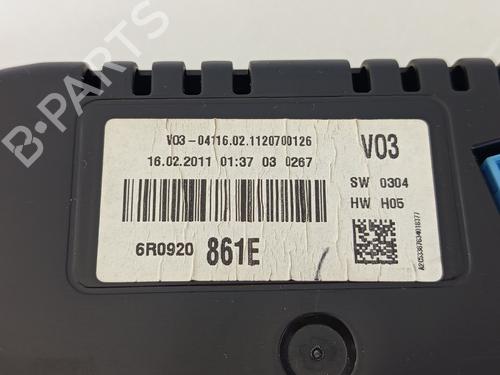 B-PARTS
V03-04116.02.1120700126
16.02.2011 01:37 03 0267
V03
SW 0304
HW H05
6R0920 861E